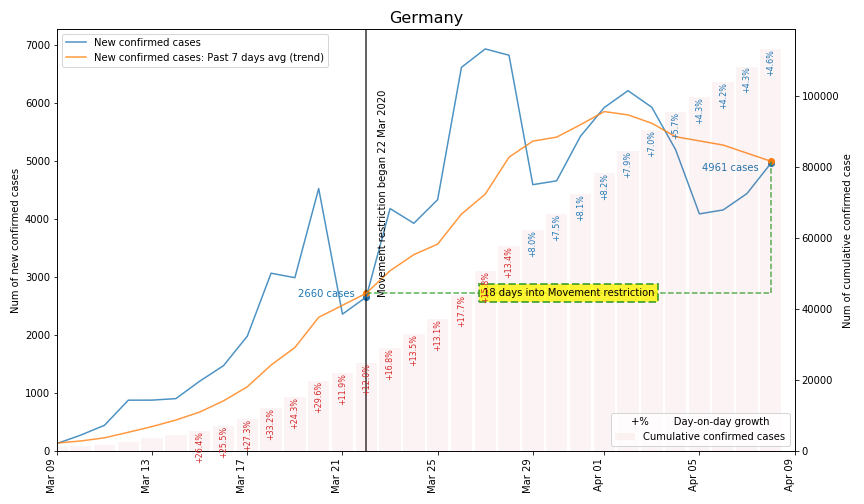 Germany
New confirmed cases
New confirmed cases: Past 7 days avg (trend)
7000
6000
5000
4000
3000
2000
1000
0
Num of new confirmed cases
100000
80000
60000
40000
20000
0
Num of cumulative confirmed case
Movement restriction began 22 Mar 2020
2660 cases
4961 cases
18 days into Movement restriction
+26.4%
+25.5%
+27.3%
+33.2%
+24.3%
+29.6%
+11.9%
+12.0%
+16.8%
+13.5%
+13.1%
+17.7%
+13.4%
+8.0%
+7.5%
+8.1%
+8.2%
+7.9%
+7.0%
+5.7%
+4.3%
+4.2%
+4.3%
+4.6%
+% Day-on-day growth
Cumulative confirmed cases
Mar 09
Mar 13
Mar 17
Mar 21
Mar 25
Mar 29
Apr 01
Apr 05
Apr 09